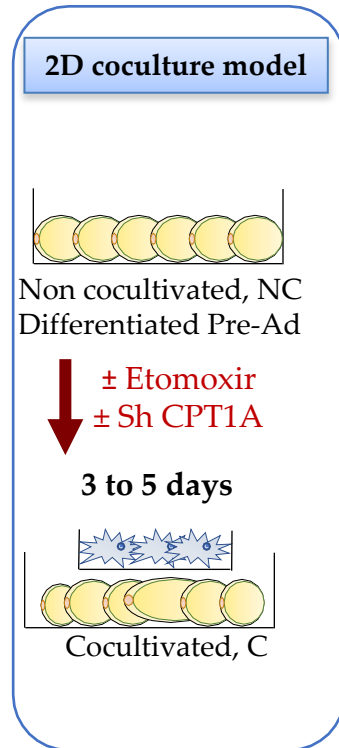 2D coculture model
Non cocultivated, NC
Differentiated Pre-Ad
± Etomoxir
± Sh CPT1A
3 to 5 days
Cocultivated, C